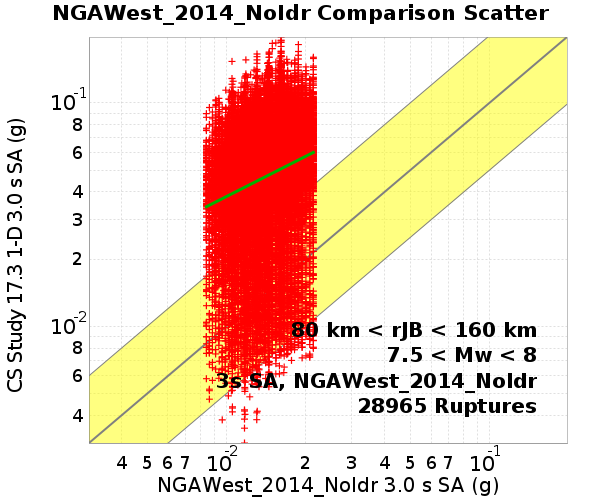 NGAWest_2014_NoIdr Comparison Scatter
CS Study 17.3 1-D 3.0 s SA (g)
10-1
8
6
4
3
2
10-2
8
6
4
80 km < rJB < 160 km
7.5 < Mw < 8
3s SA, NGAWest_2014_NoIdr
28965 Ruptures
4 5 6 7 10-2 2 3 4 5 6 7 10-1
NGAWest_2014_NoIdr 3.0 s SA (g)